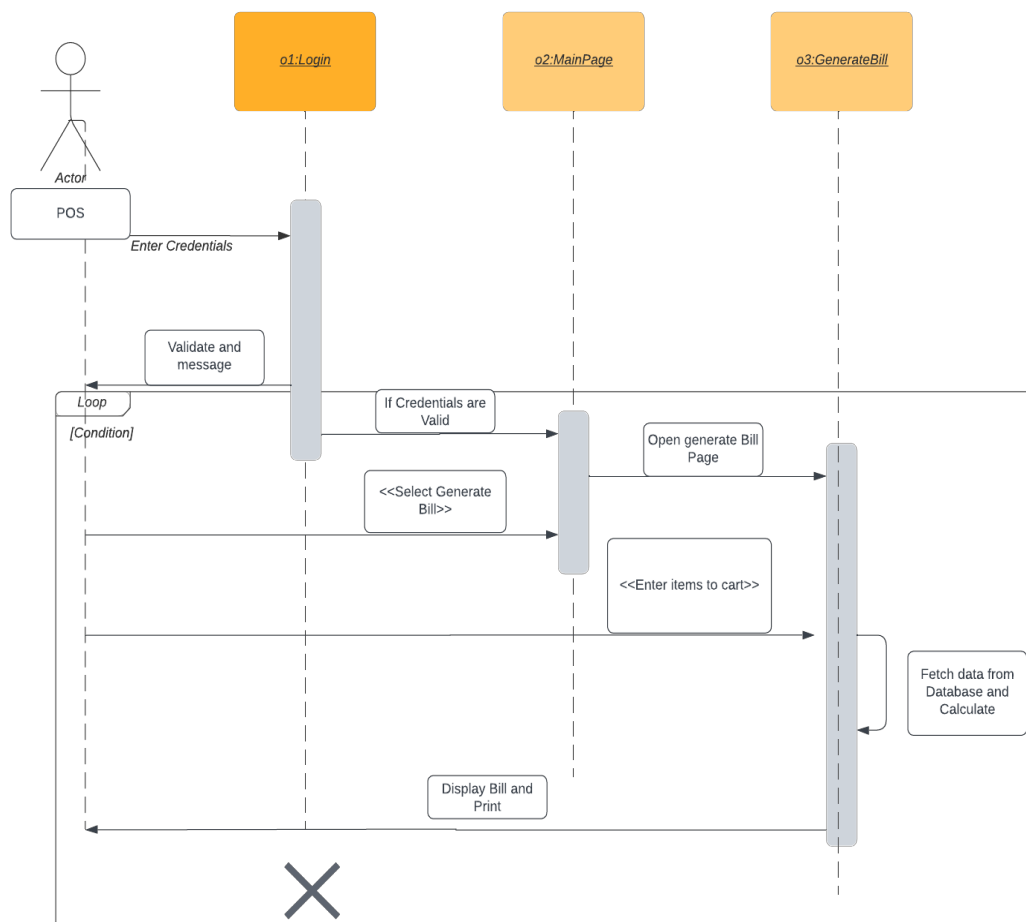 o1:Login
o2:MainPage
o3:GenerateBill
Actor
POS
Enter Credentials
Validate and
message
Loop
[Condition]
If Credentials are
Valid
Open generate Bill
Page
<<Select Generate
Bill>>
<<Enter items to cart>>
Fetch data from
Database and
Calculate
Display Bill and
Print